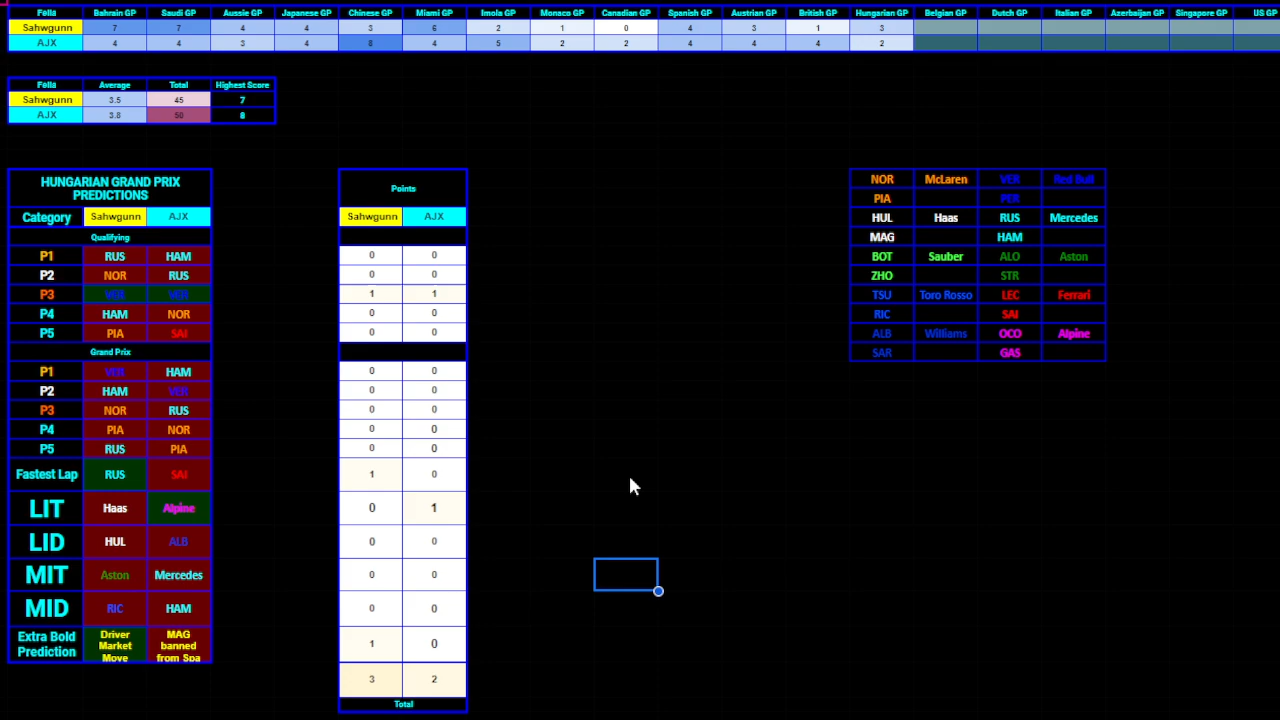 Fella Bahrain GP Saudi GP Aussie GP Japanese GP Chinese GP Miami GP Imola GP Monaco GP Canadian GP Spanish GP Austrian GP British GP Hungarian GP Belgian GP Dutch GP Italian GP Azerbaijan GP Singapore GP US GP
Sahwgunn 7 7 4 4 3 6 2 1 0 4 3 1 3
AJX 4 4 3 4 8 4 5 2 2 4 4 4 2
Fella Average Total Highest Score
Sahwgunn 3.5 45 7
AJX 3.8 50 8
HUNGARIAN GRAND PRIX
PREDICTIONS
Category Sahwgunn AJX
Qualifying
P1 RUS HAM
P2 NOR RUS
P3 VER VER
P4 HAM NOR
P5 PIA SAI
Grand Prix
P1 VER HAM
P2 HAM VER
P3 NOR RUS
P4 PIA NOR
P5 RUS PIA
Fastest Lap RUS SAI
LIT Haas Alpine
LID HUL ALB
MIT Aston Mercedes
MID RIC HAM
Extra Bold
Prediction
Driver
Market
Move
MAG
banned
from Spa
Points
Sahwgunn AJX
0 0
0 0
1 1
0 0
0 0
0 0
0 0
0 0
0 0
0 0
1 0
0 1
0 0
0 0
0 0
1 0
3 2
Total
NOR McLaren VER Red Bull
PIA PER
HUL Haas RUS Mercedes
MAG HAM
BOT Sauber ALO Aston
ZHO STR
TSU Toro Rosso LEC Ferrari
RIC SAI
ALB Williams OCO Alpine
SAR GAS